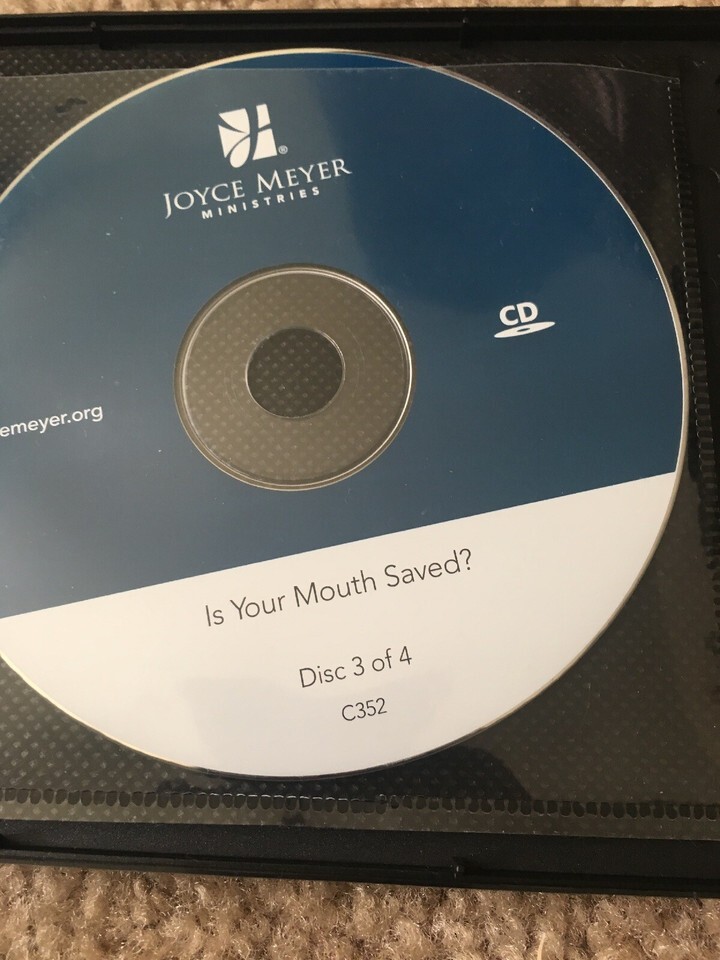 ®
JOYCE MEYER
MINISTRIES
CD
emeyer.org
Is Your Mouth Saved?
Disc 3 of 4
C352